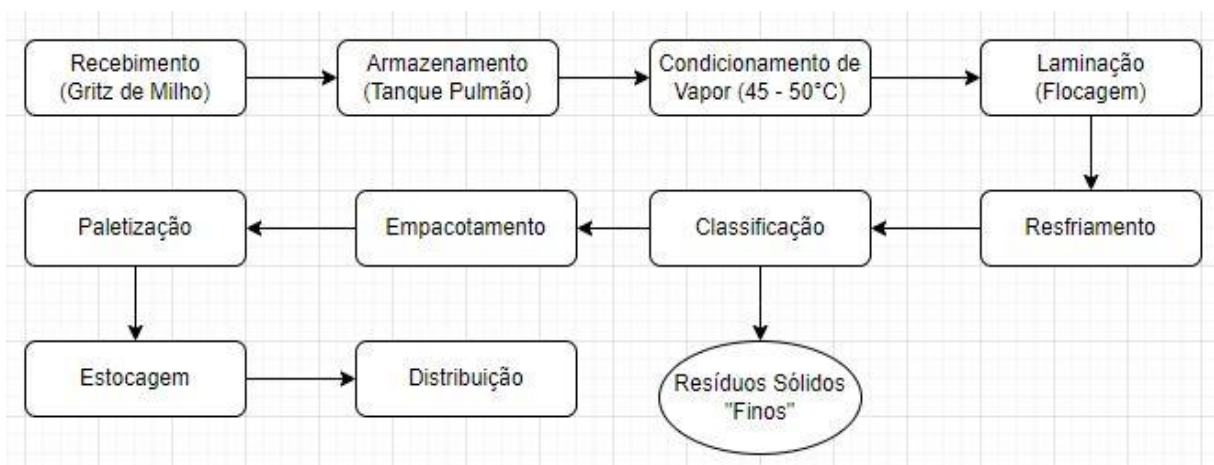 Recebimento
(Gritz de Milho)
Armazenamento
(Tanque Pulmão)
Condicionamento de
Vapor (45 - 50°C)
Laminação
(Flocagem)
Paletização
Empacotamento
Classificação
Resfriamento
Estocagem
Distribuição
Resíduos Sólidos
"Finos"